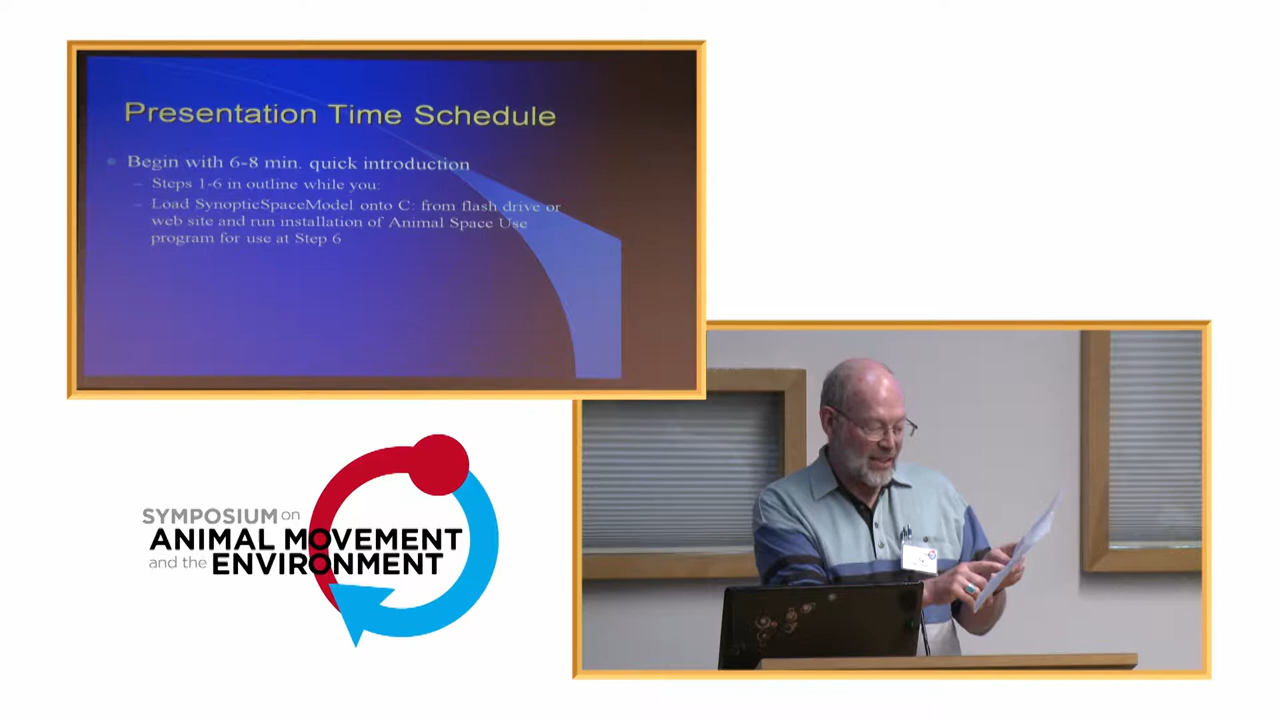 Presentation Time Schedule
Begin with 6-8 min. quick introduction
– Steps 1-6 in outline while you:
– Load SynopticSpaceModel onto C: from flash drive or
web site and run installation of Animal Space Use
program for use at Step 6
SYMPOSIUM on
ANIMAL MOVEMENT
and the ENVIRONMENT